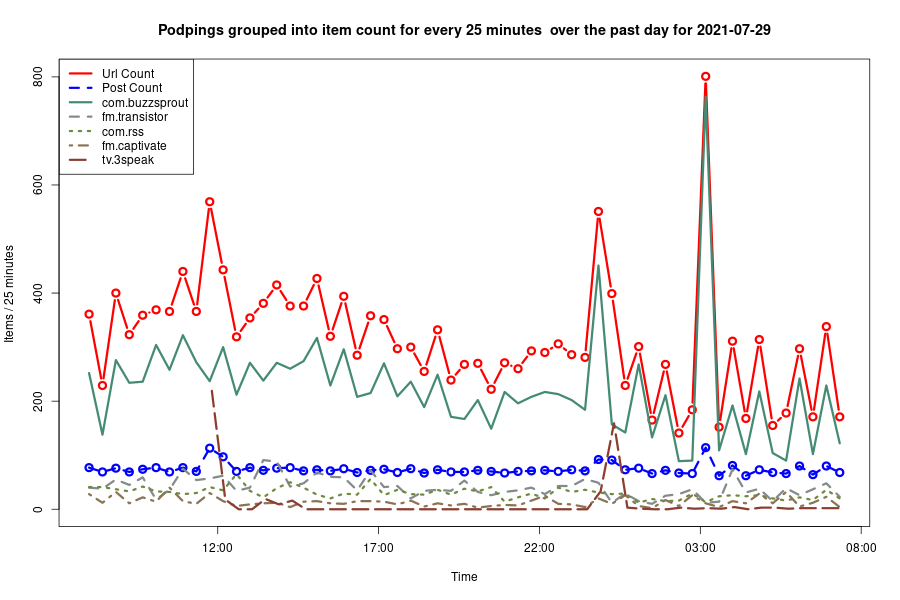 Podpings grouped into item count for every 25 minutes  over the past day for 2021-07-29
Url Count
Post Count
com.buzzsprout
fm.transistor
com.rss
fm.captivate
tv.3speak
Items / 25 minutes
800
600
400
200
0
12:00 17:00 22:00 03:00 08:00
Time